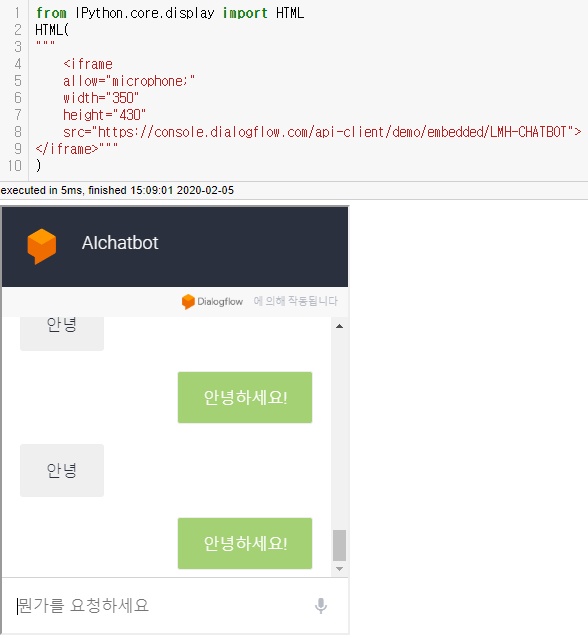 1 from IPython.core.display import HTML
2 HTML(
3 """
4 <iframe
5 allow="microphone;"
6 width="350"
7 height="430"
8 src="https://console.dialogflow.com/api-client/demo/embedded/LMH-CHATBOT">
9 </iframe>"""
10 )
executed in 5ms, finished 15:09:01 2020-02-05
AIchatbot
Dialogflow 에 의해 작동됩니다
안녕
안녕하세요!
안녕
안녕하세요!
뭔가를 요청하세요